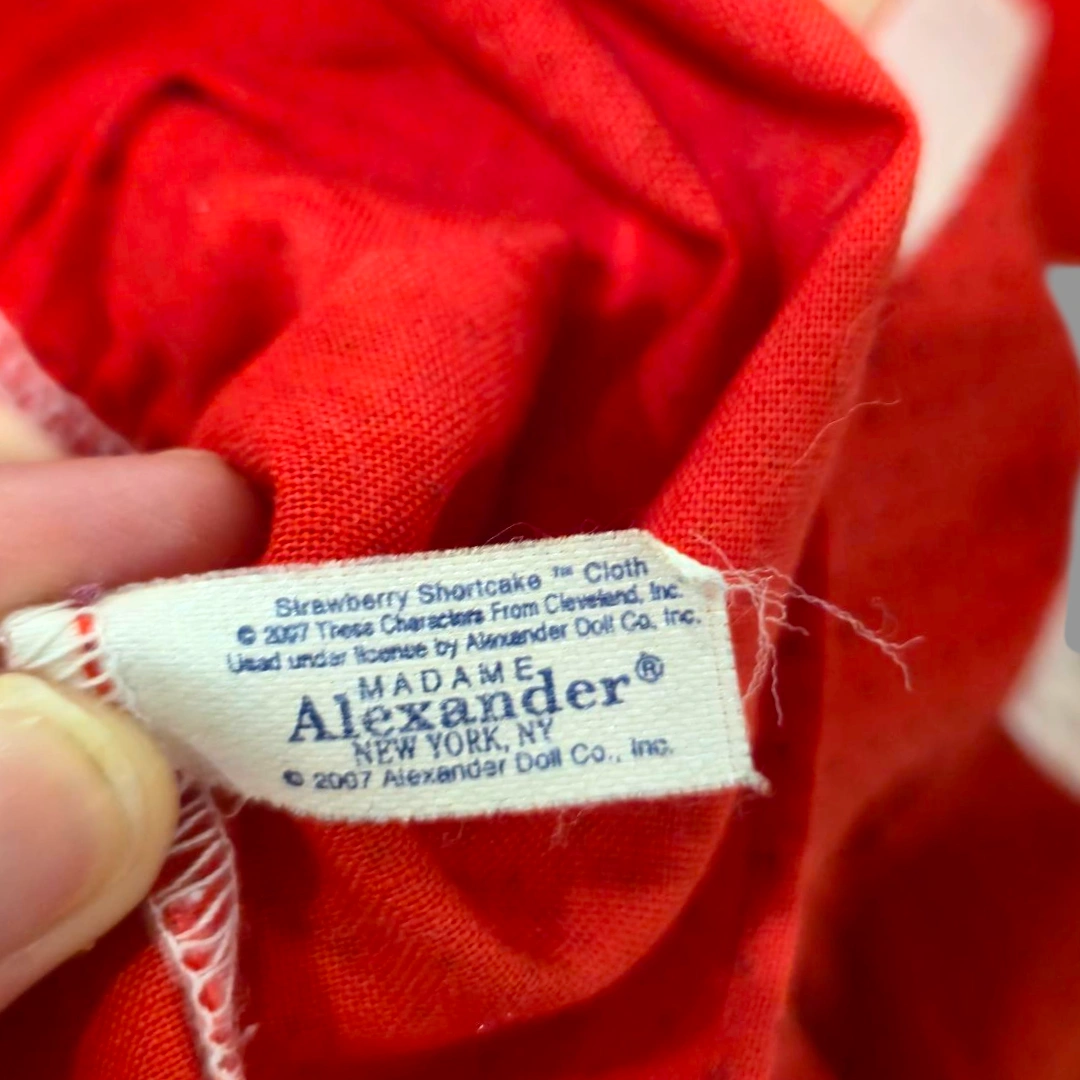 Strawberry Shortcake ™ Cloth
© 2007 Those Characters From Cleveland, Inc.
Used under license by Alexander Doll Co. Inc.
MADAME
Alexander®
NEW YORK, NY
© 2007 Alexander Doll Co., Inc.